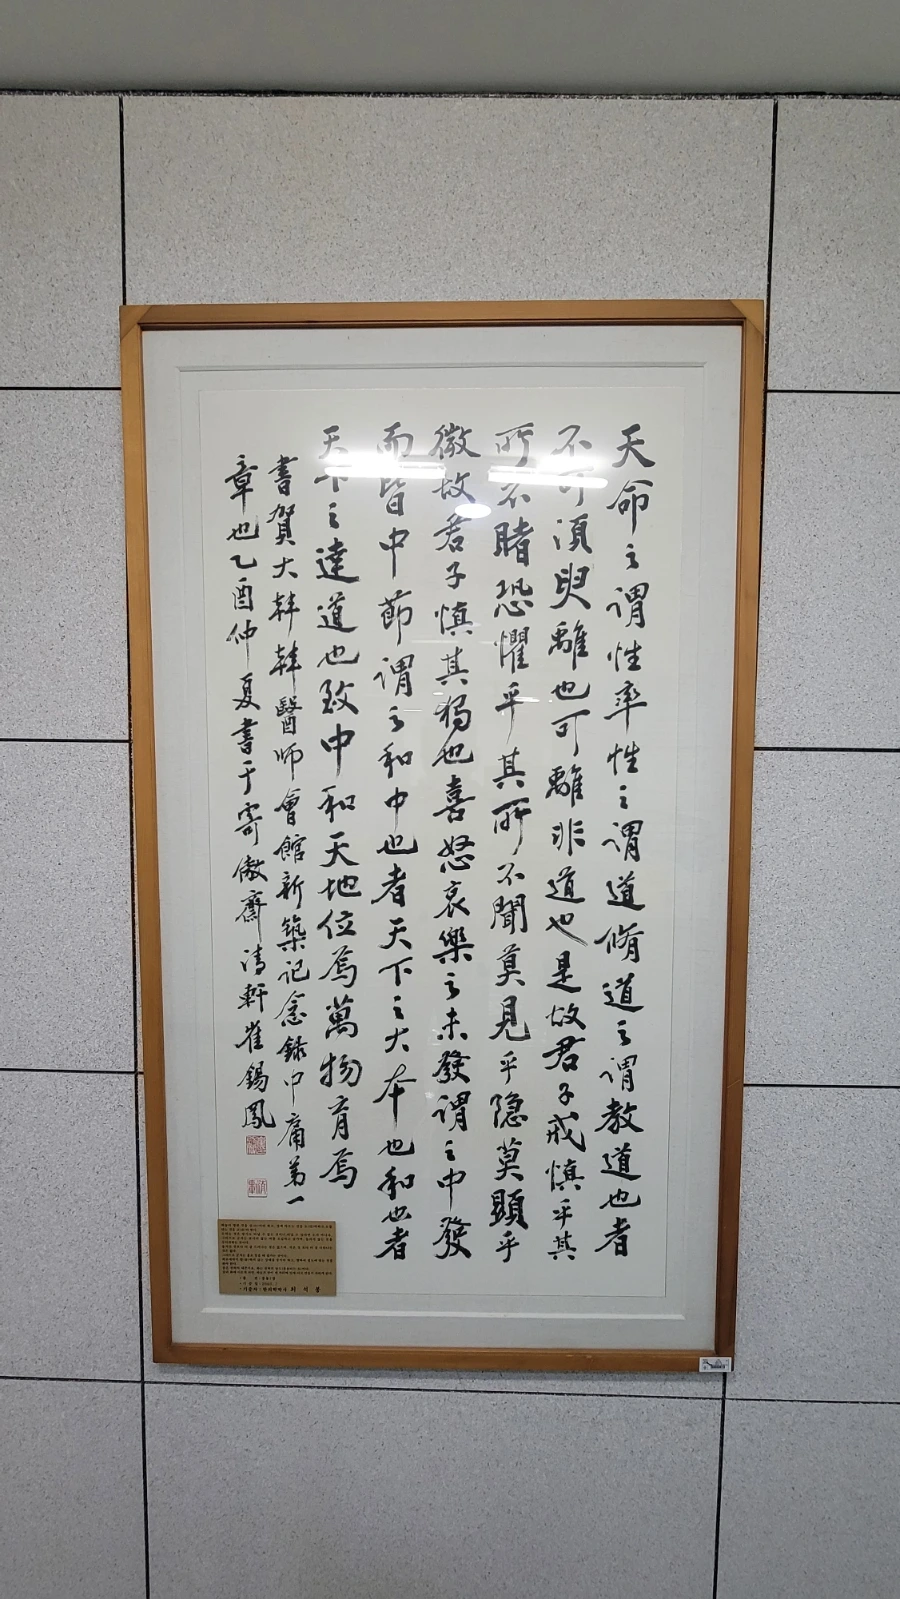 天命之謂性率性之謂道脩道之謂教道也者
不可須臾離也可離非道也是故君子戒慎乎其
所不睹恐懼乎其所不聞莫見乎隱莫顯乎
微故君子慎其獨也喜怒哀樂之未發謂之中發
而皆中節謂之和中也者天下之大本也和也者
天下之達道也致中和天地位焉萬物育焉
書賀大韓韓醫師會館新築記念錄中庸第一
章也乙酉仲夏書于寄傲齋清軒崔錫鳳